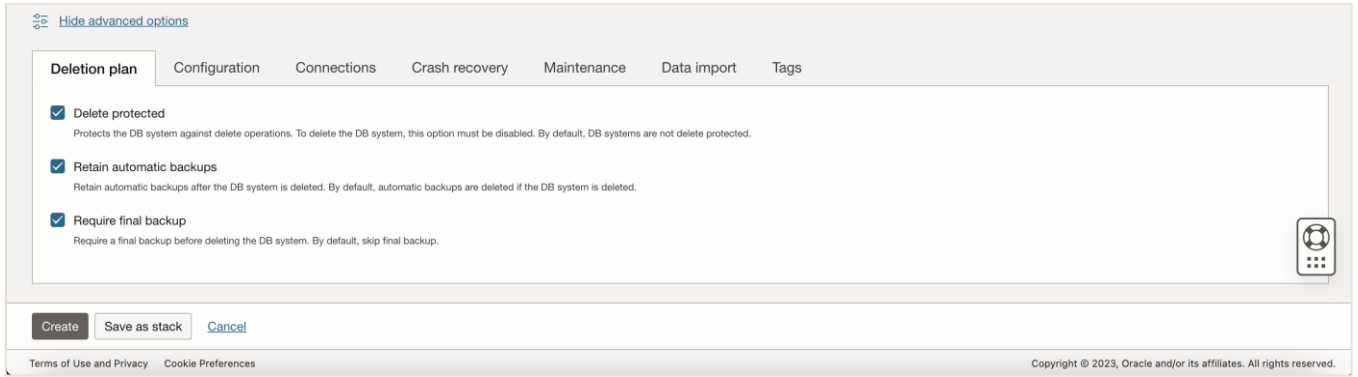 Hide advanced options
Deletion plan Configuration Connections Crash recovery Maintenance Data import Tags
Delete protected
Protects the DB system against delete operations. To delete the DB system, this option must be disabled. By default, DB systems are not delete protected.
Retain automatic backups
Retain automatic backups after the DB system is deleted. By default, automatic backups are deleted if the DB system is deleted.
Require final backup
Require a final backup before deleting the DB system. By default, skip final backup.
Create Save as stack Cancel
Terms of Use and Privacy Cookie Preferences Copyright © 2023, Oracle and/or its affiliates. All rights reserved.